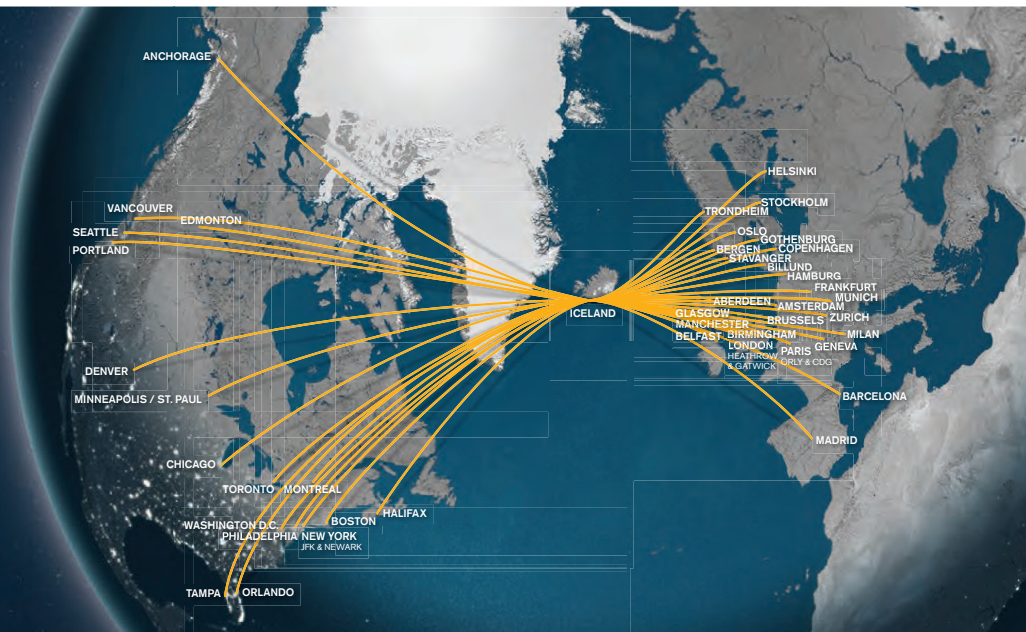 ANCHORAGE
HELSINKI
VANCOUVER
STOCKHOLM
TRONDHEIM
EDMONTON
SEATTLE
OSLO
GOTHENBURG
PORTLAND
BERGEN
COPENHAGEN
STAVANGER
BILLUND
HAMBURG
FRANKFURT
MUNICH
ABERDEEN
AMSTERDAM
ICELAND
GLASGOW
ZURICH
BRUSSELS
MANCHESTER
BELFAST
BIRMINGHAM
MILAN
LONDON
HEATHROW
& GATWICK
PARIS
ORLY & CDG
GENEVA
DENVER
BARCELONA
MINNEAPOLIS / ST. PAUL
MADRID
CHICAGO
TORONTO
MONTREAL
HALIFAX
BOSTON
WASHINGTON D.C.
PHILADELPHIA
NEW YORK
JFK & NEWARK
TAMPA
ORLANDO